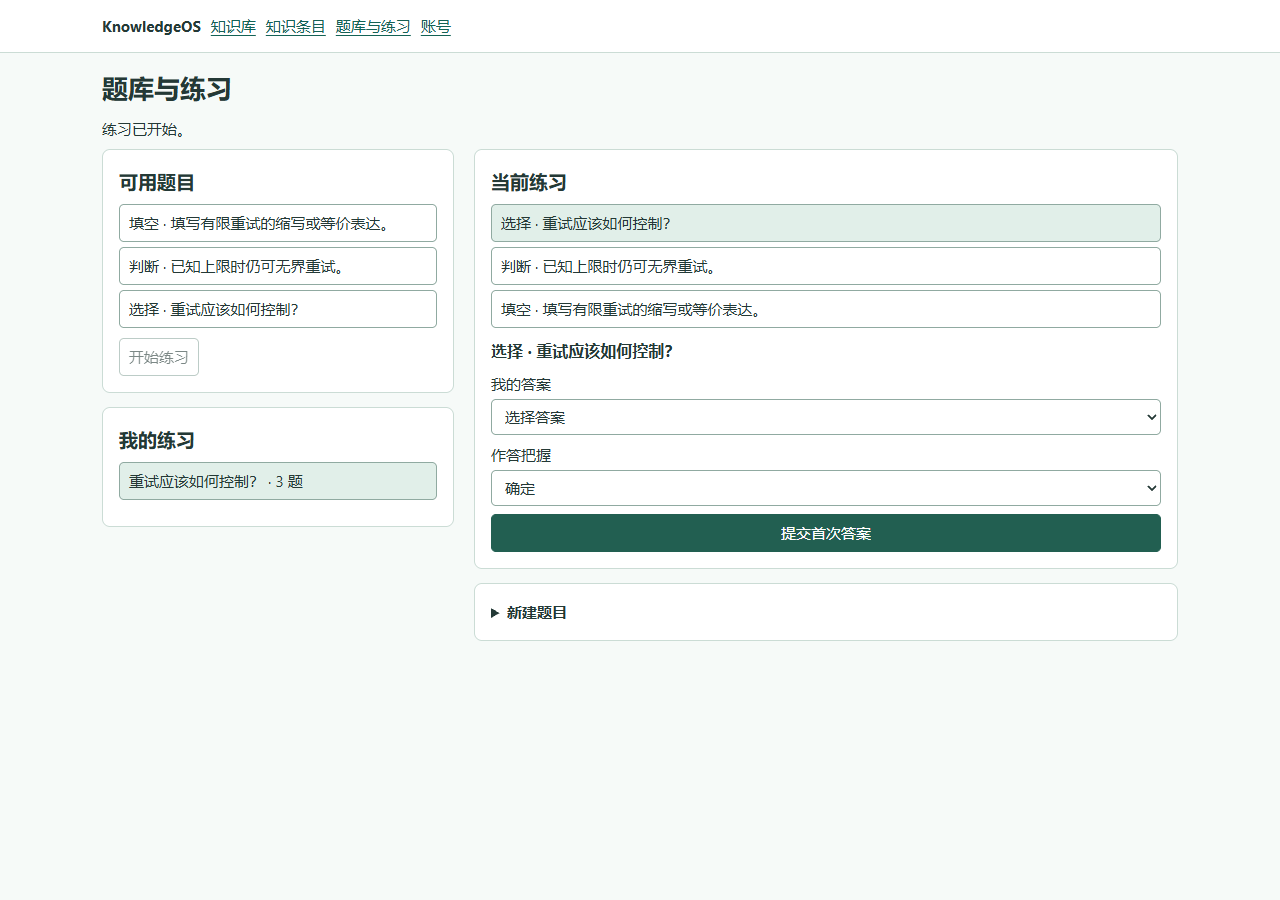 KnowledgeOS 知识库 知识条目 题库与练习 账号
题库与练习
练习已开始。
可用题目
填空 · 填写有限重试的缩写或等价表达。
判断 · 已知上限时仍可无界重试。
选择 · 重试应该如何控制?
开始练习
我的练习
重试应该如何控制? · 3 题
当前练习
选择 · 重试应该如何控制?
判断 · 已知上限时仍可无界重试。
填空 · 填写有限重试的缩写或等价表达。
选择 · 重试应该如何控制?
我的答案
选择答案
作答把握
确定
提交首次答案
新建题目